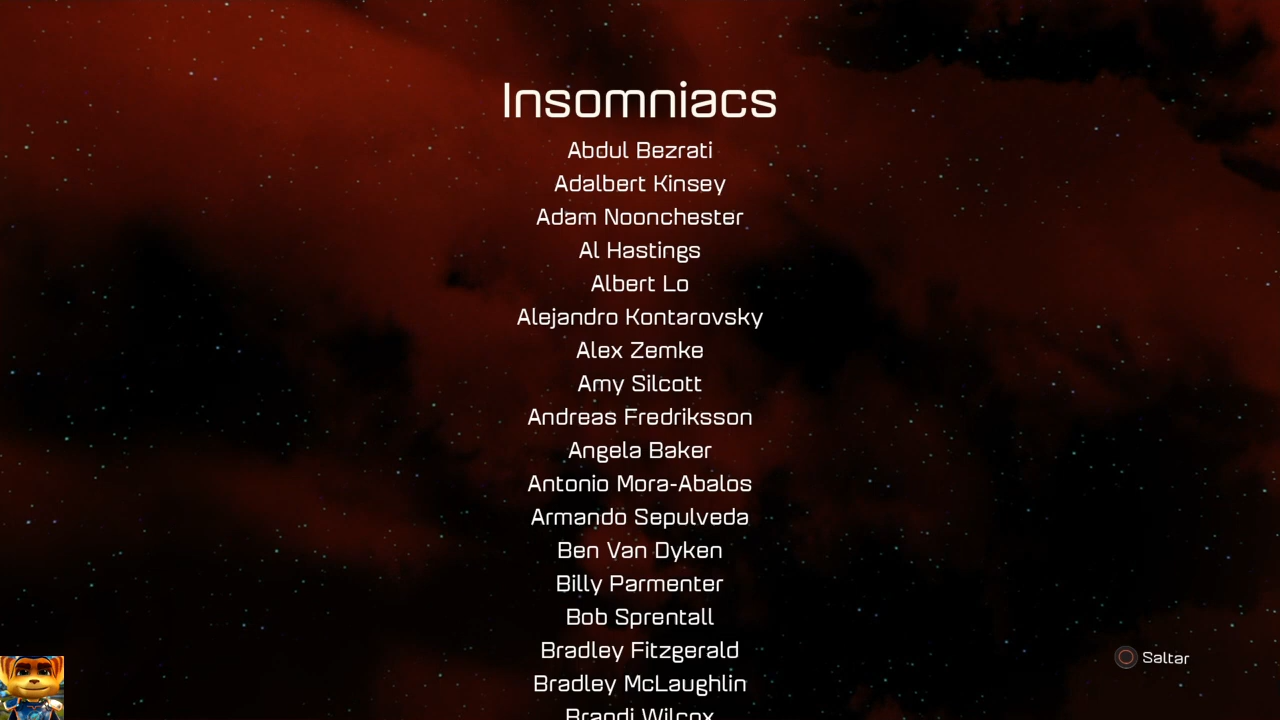 Insomniacs
Abdul Bezrati
Adalbert Kinsey
Adam Noonchester
Al Hastings
Albert Lo
Alejandro Kontarovsky
Alex Zemke
Amy Silcott
Andreas Fredriksson
Angela Baker
Antonio Mora-Abalos
Armando Sepulveda
Ben Van Dyken
Billy Parmenter
Bob Sprentall
Bradley Fitzgerald
Saltar
Bradley McLaughlin
Brandi Wilcox